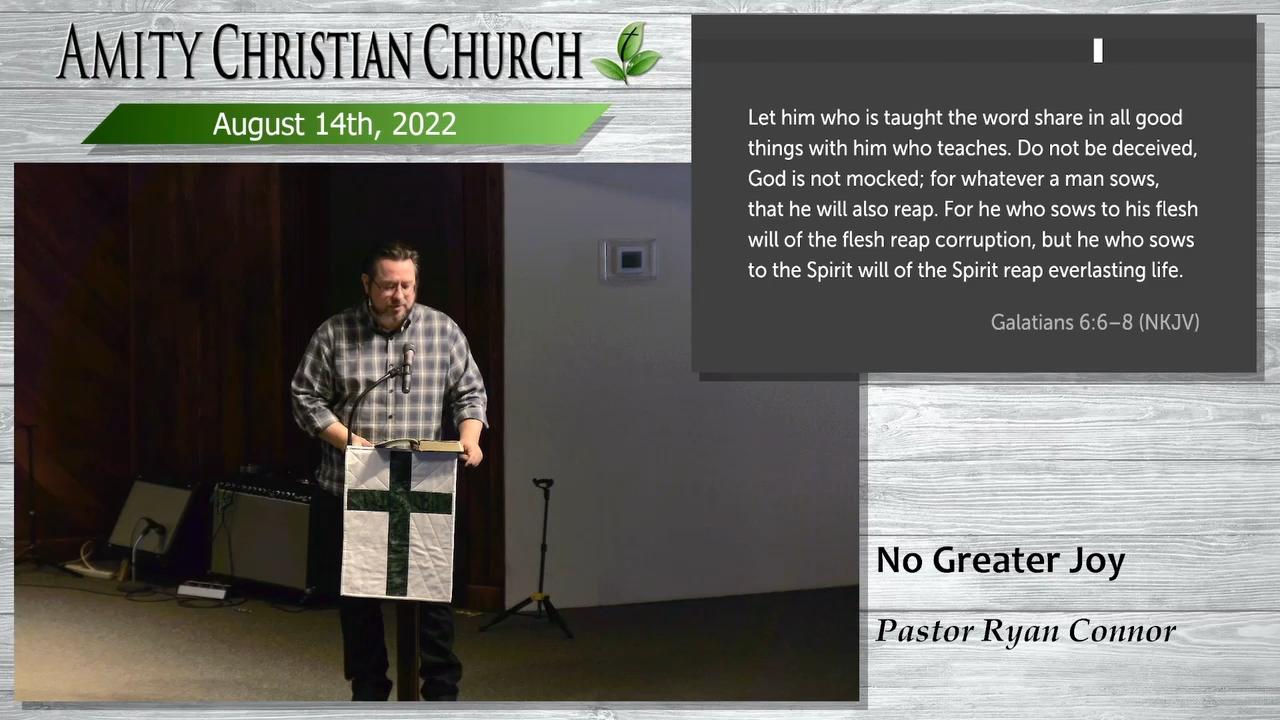 AMITY CHRISTIAN CHURCH
August 14th, 2022
Let him who is taught the word share in all good
things with him who teaches. Do not be deceived,
God is not mocked; for whatever a man sows,
that he will also reap. For he who sows to his flesh
will of the flesh reap corruption, but he who sows
to the Spirit will of the Spirit reap everlasting life.
Galatians 6:6–8 (NKJV)
No Greater Joy
Pastor Ryan Connor